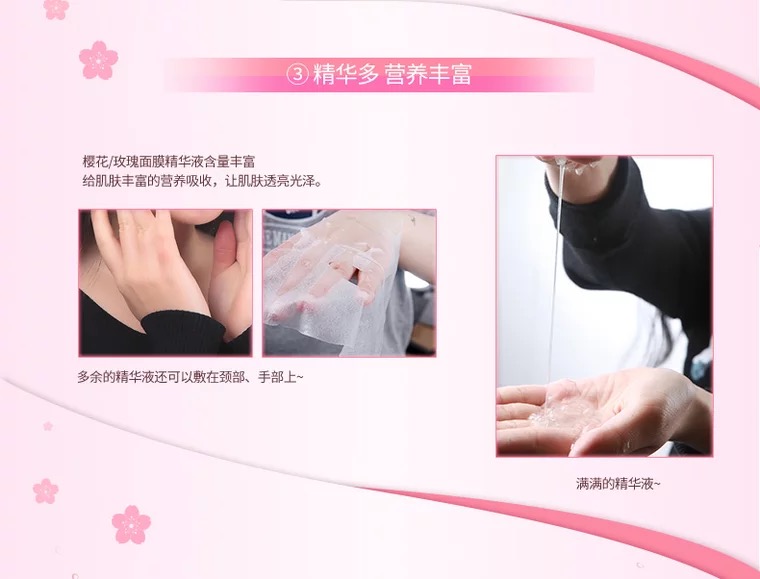 ③ 精华多 营养丰富
樱花/玫瑰面膜精华液含量丰富
给肌肤丰富的营养吸收，让肌肤透亮光泽。
多余的精华液还可以敷在颈部、手部上~
满满的精华液~